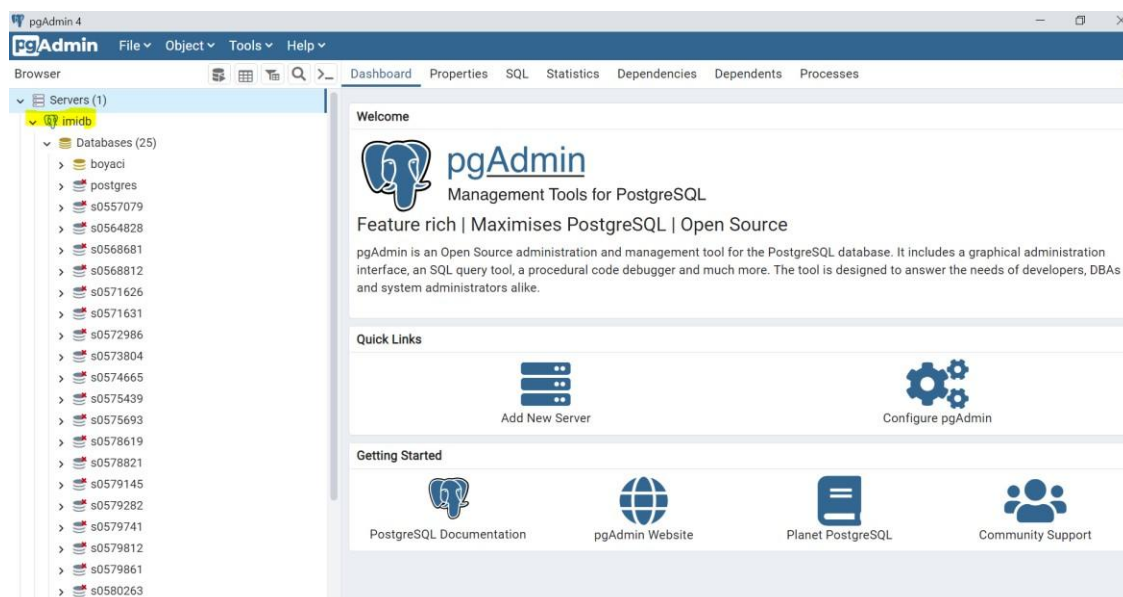 pgAdmin 4
pgAdmin File Object Tools Help
Browser
Dashboard Properties SQL Statistics Dependencies Dependents Processes
Servers (1)
imidb
Databases (25)
boyaci
postgres
s0557079
s0564828
s0568681
s0568812
s0571626
s0571631
s0572986
s0573804
s0574665
s0575439
s0575693
s0578619
s0578821
s0579145
s0579282
s0579741
s0579812
s0579861
s0580263
Welcome
pgAdmin
Management Tools for PostgreSQL
Feature rich | Maximises PostgreSQL | Open Source
pgAdmin is an Open Source administration and management tool for the PostgreSQL database. It includes a graphical administration
interface, an SQL query tool, a procedural code debugger and much more. The tool is designed to answer the needs of developers, DBAs
and system administrators alike.
Quick Links
Add New Server Configure pgAdmin
Getting Started
PostgreSQL Documentation pgAdmin Website Planet PostgreSQL Community Support